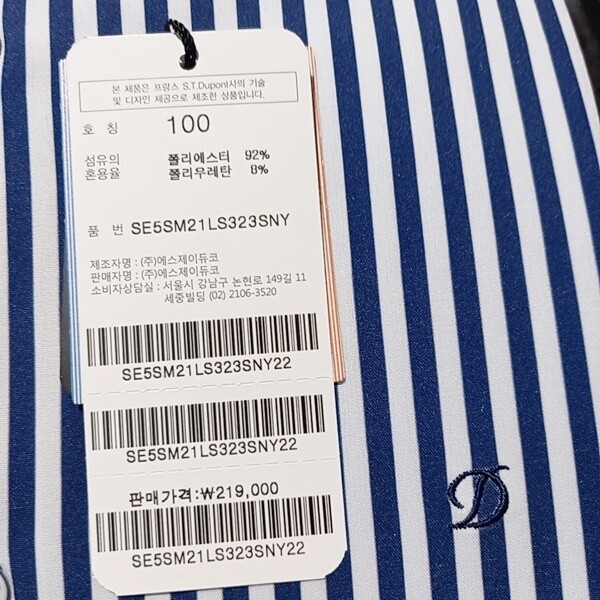 본 제품은 프랑스 S.T.Dupont사의 기술
및 디자인 제공으로 제조한 상품입니다.
호 칭 100
섬유의 폴리에스터 92%
혼용율 폴리우레탄 8%
품 번 SE5SM21LS323SNY
제조자명 : (주)에스제이듀코
판매자명 : (주)에스제이듀코
소비자상담실 : 서울시 강남구 논현로 149길 11
세중빌딩 (02) 2106-3520
SE5SM21LS323SNY22
SE5SM21LS323SNY22
판매가격:₩219,000
SE5SM21LS323SNY22
D